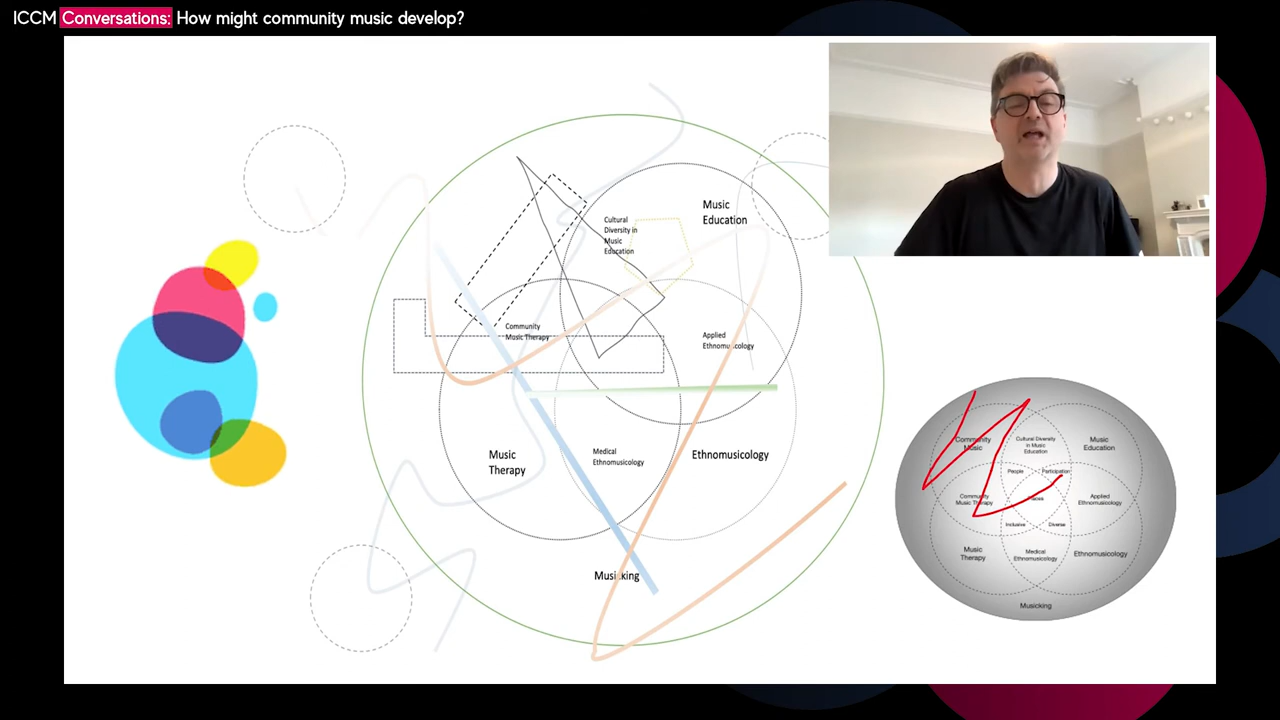 ICCM Conversations: How might community music develop?
Music
Education
Cultural
Diversity in
Music
Education
Community
Music Therapy
Applied
Ethnomusicology
Music
Therapy
Medical
Ethnomusicology
Ethnomusicology
Musicking
Community
Music
Cultural Diversity
in Music
Education
Music
Education
People
Participation
Community
Music Therapy
Places
Applied
Ethnomusicology
Inclusive
Diverse
Music
Therapy
Medical
Ethnomusicology
Ethnomusicology
Musicking